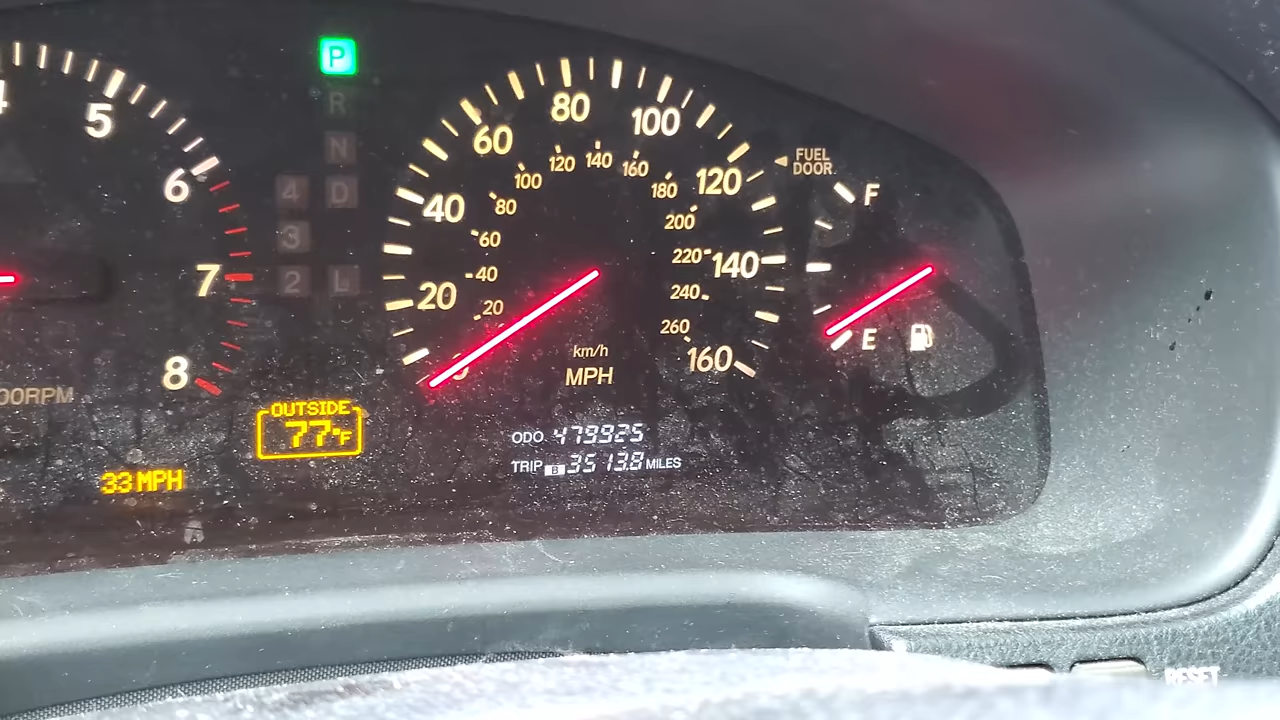 P
R
N
4 D
3
2 L
4
5
6
7
8
00RPM
OUTSIDE
77°F
33 MPH
20
40
60
80
100
120
140
160
20
40
60
80
100
120
140
160
180
200
220
240
260
km/h
MPH
ODO 479925
TRIP B 3513.8 MILES
FUEL
DOOR
F
E
RESET